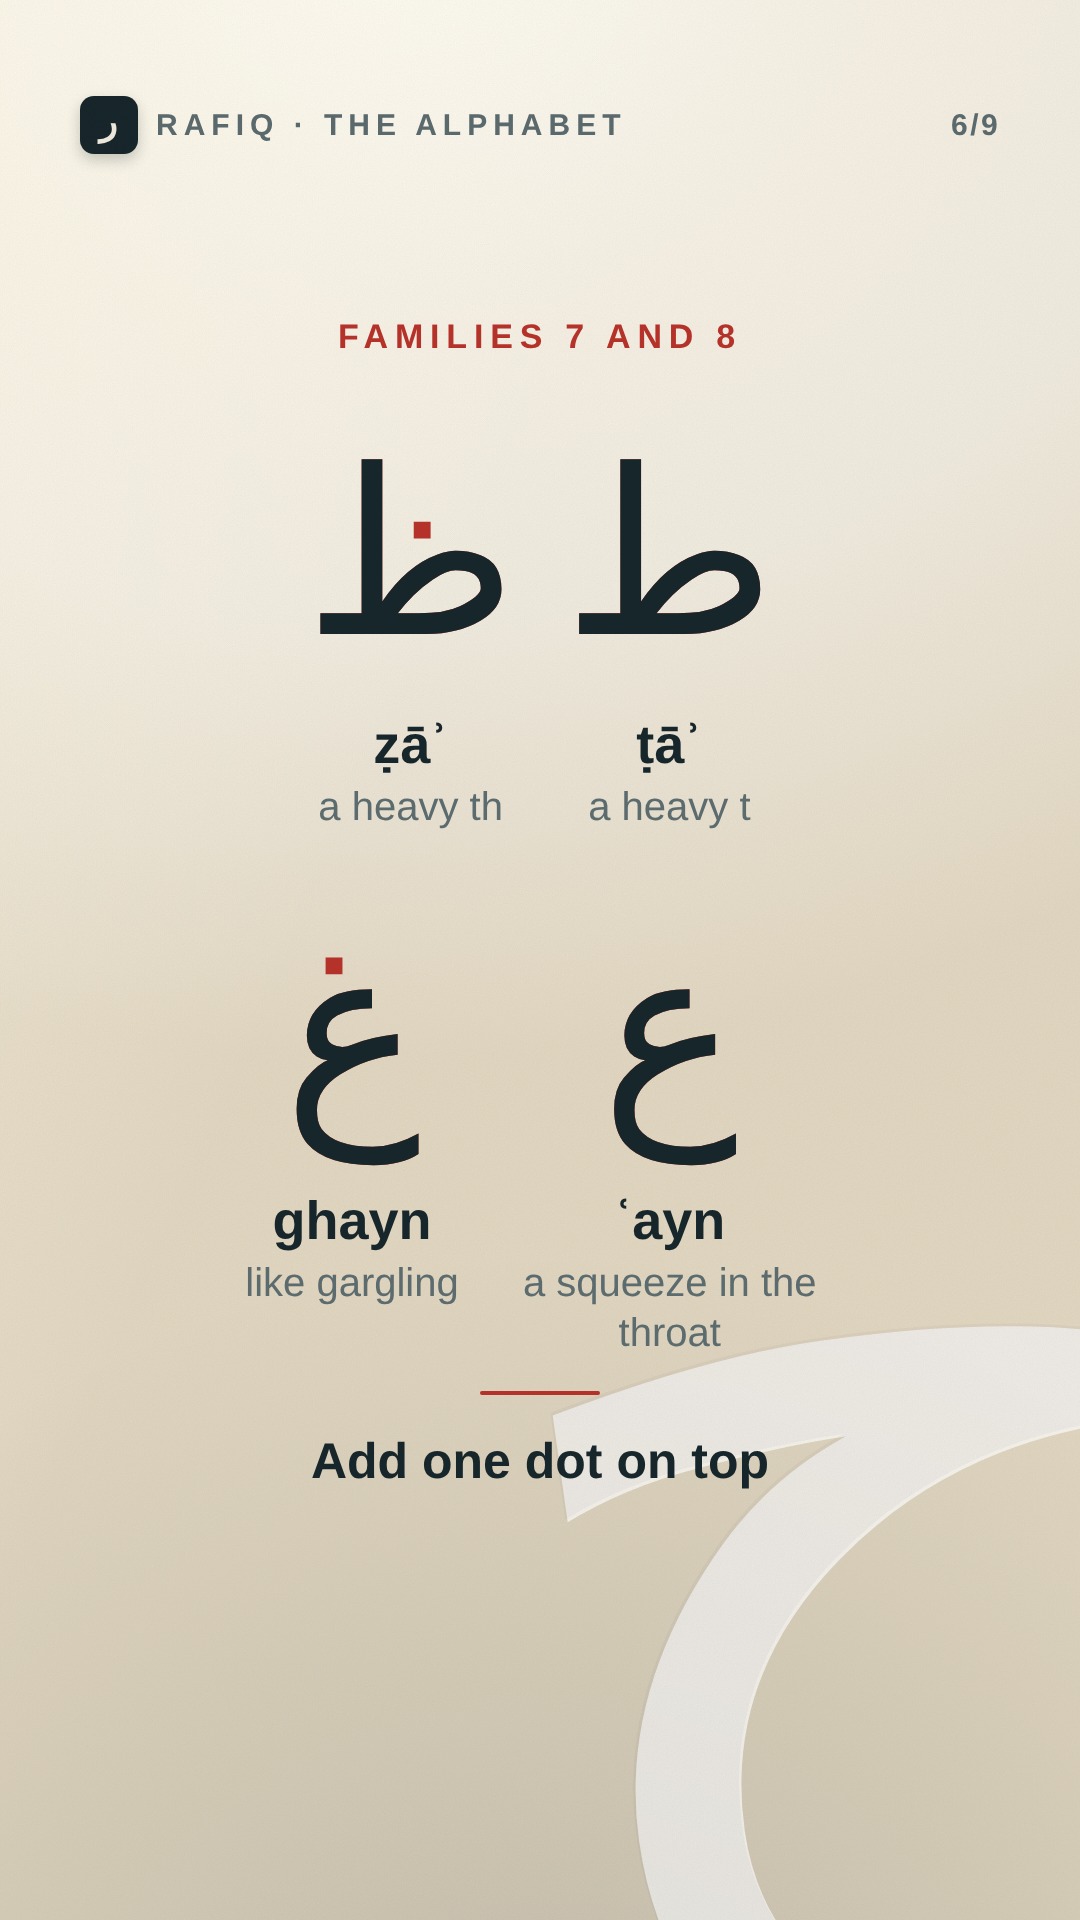 ر RAFIQ · THE ALPHABET 6/9
FAMILIES 7 AND 8
ط ظ
ẓāʾ ṭāʾ
a heavy th a heavy t
ع غ
ghayn ʿayn
like gargling a squeeze in the
throat
Add one dot on top
ح